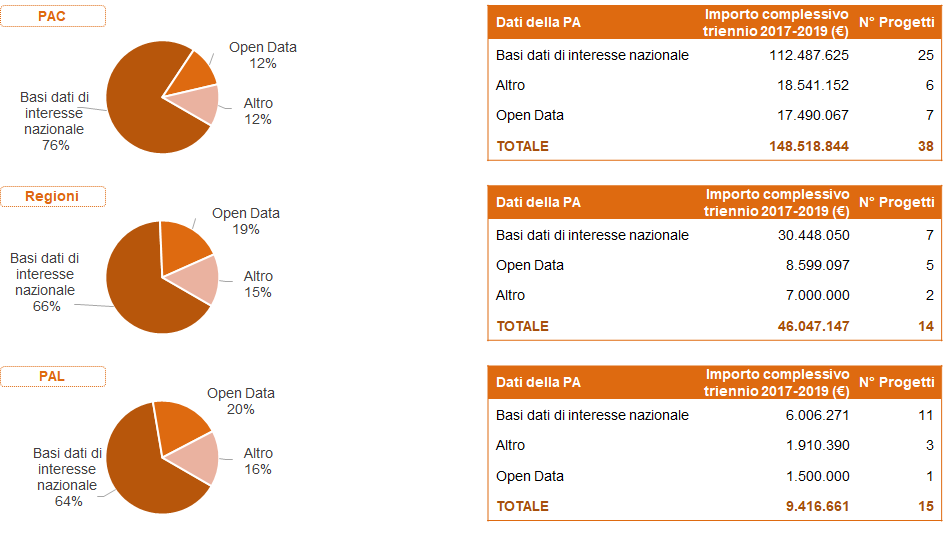 PAC
Open Data
12%
Altro
12%
Basi dati di
interesse
nazionale
76%
Dati della PA Importo complessivo triennio 2017-2019 (€) N° Progetti
Basi dati di interesse nazionale 112.487.625 25
Altro 18.541.152 6
Open Data 17.490.067 7
TOTALE 148.518.844 38
Regioni
Open Data
19%
Altro
15%
Basi dati di
interesse
nazionale
66%
Dati della PA Importo complessivo triennio 2017-2019 (€) N° Progetti
Basi dati di interesse nazionale 30.448.050 7
Open Data 8.599.097 5
Altro 7.000.000 2
TOTALE 46.047.147 14
PAL
Open Data
20%
Altro
16%
Basi dati di
interesse
nazionale
64%
Dati della PA Importo complessivo triennio 2017-2019 (€) N° Progetti
Basi dati di interesse nazionale 6.006.271 11
Altro 1.910.390 3
Open Data 1.500.000 1
TOTALE 9.416.661 15